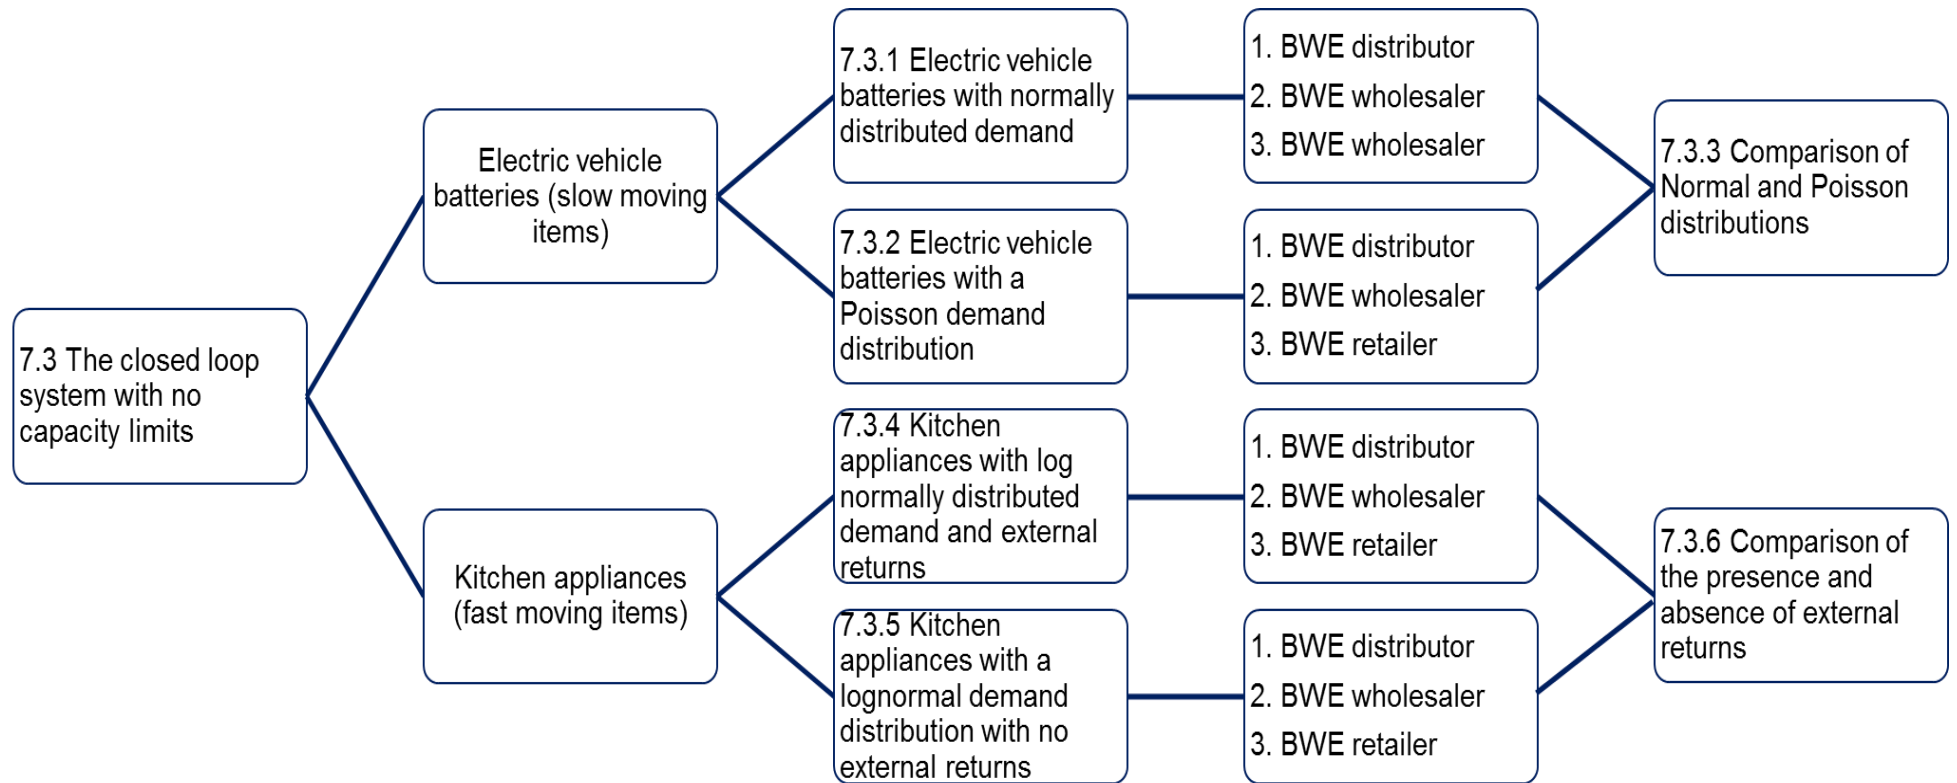 7.3 The closed loop
system with no
capacity limits
Electric vehicle
batteries (slow moving
items)
Kitchen appliances
(fast moving items)
7.3.1 Electric vehicle
batteries with normally
distributed demand
7.3.2 Electric vehicle
batteries with a
Poisson demand
distribution
7.3.4 Kitchen
appliances with log
normally distributed
demand and external
returns
7.3.5 Kitchen
appliances with a
lognormal demand
distribution with no
external returns
1. BWE distributor
2. BWE wholesaler
3. BWE wholesaler
1. BWE distributor
2. BWE wholesaler
3. BWE retailer
1. BWE distributor
2. BWE wholesaler
3. BWE retailer
1. BWE distributor
2. BWE wholesaler
3. BWE retailer
7.3.3 Comparison of
Normal and Poisson
distributions
7.3.6 Comparison of
the presence and
absence of external
returns